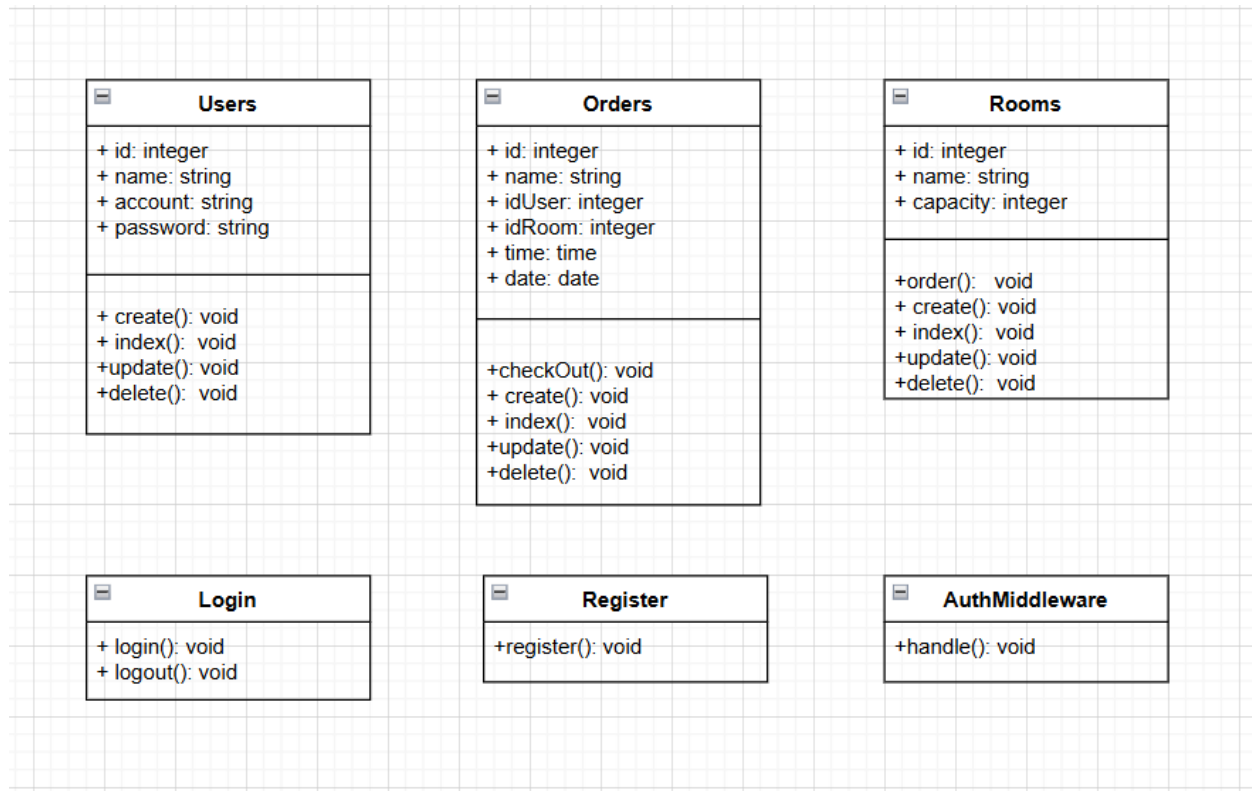 Users
+ id: integer
+ name: string
+ account: string
+ password: string
+ create(): void
+ index():  void
+update(): void
+delete():  void
Orders
+ id: integer
+ name: string
+ idUser: integer
+ idRoom: integer
+ time: time
+ date: date
+checkOut(): void
+ create(): void
+ index():  void
+update(): void
+delete():  void
Rooms
+ id: integer
+ name: string
+ capacity: integer
+order():   void
+ create(): void
+ index():  void
+update(): void
+delete():  void
Login
+ login(): void
+ logout(): void
Register
+register(): void
AuthMiddleware
+handle(): void